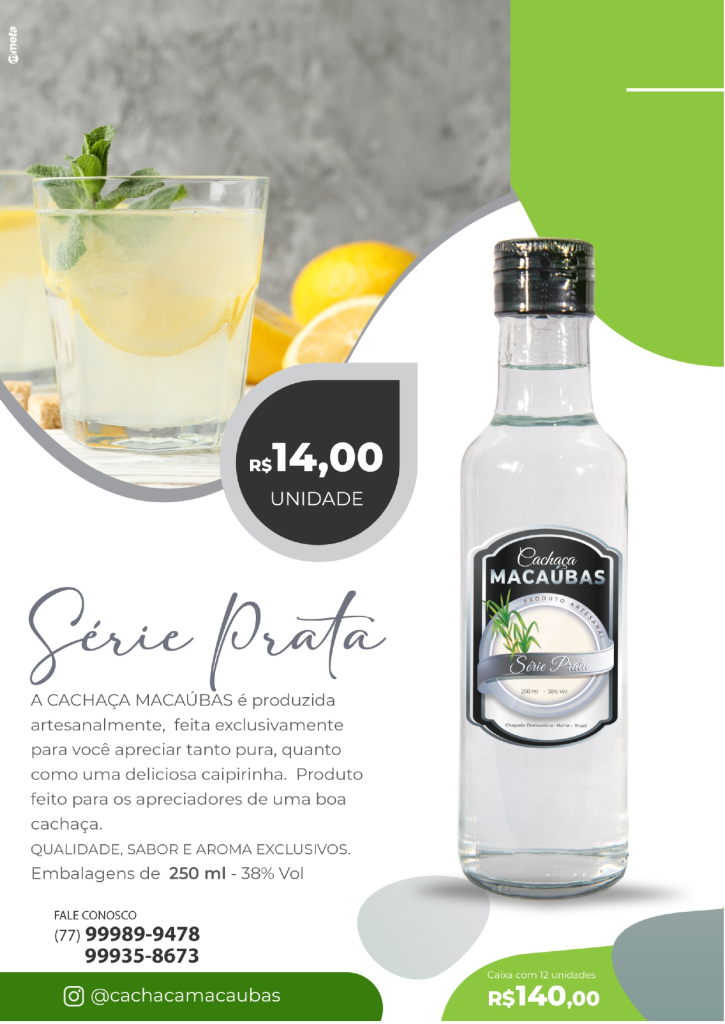 meta
R$14,00
UNIDADE
Cachaça
MACAÚBAS
PRODUTO ARTESANAL
Série Prata
250 ml - 38% Vol
Chapada Diamantina - Bahia - Brasil
Série Prata
A CACHAÇA MACAÚBAS é produzida
artesanalmente, feita exclusivamente
para você apreciar tanto pura, quanto
como uma deliciosa caipirinha. Produto
feito para os apreciadores de uma boa
cachaça.
QUALIDADE, SABOR E AROMA EXCLUSIVOS.
Embalagens de 250 ml - 38% Vol
FALE CONOSCO
(77) 99989-9478
99935-8673
@cachacamacaubas
Caixa com 12 unidades
R$140,00